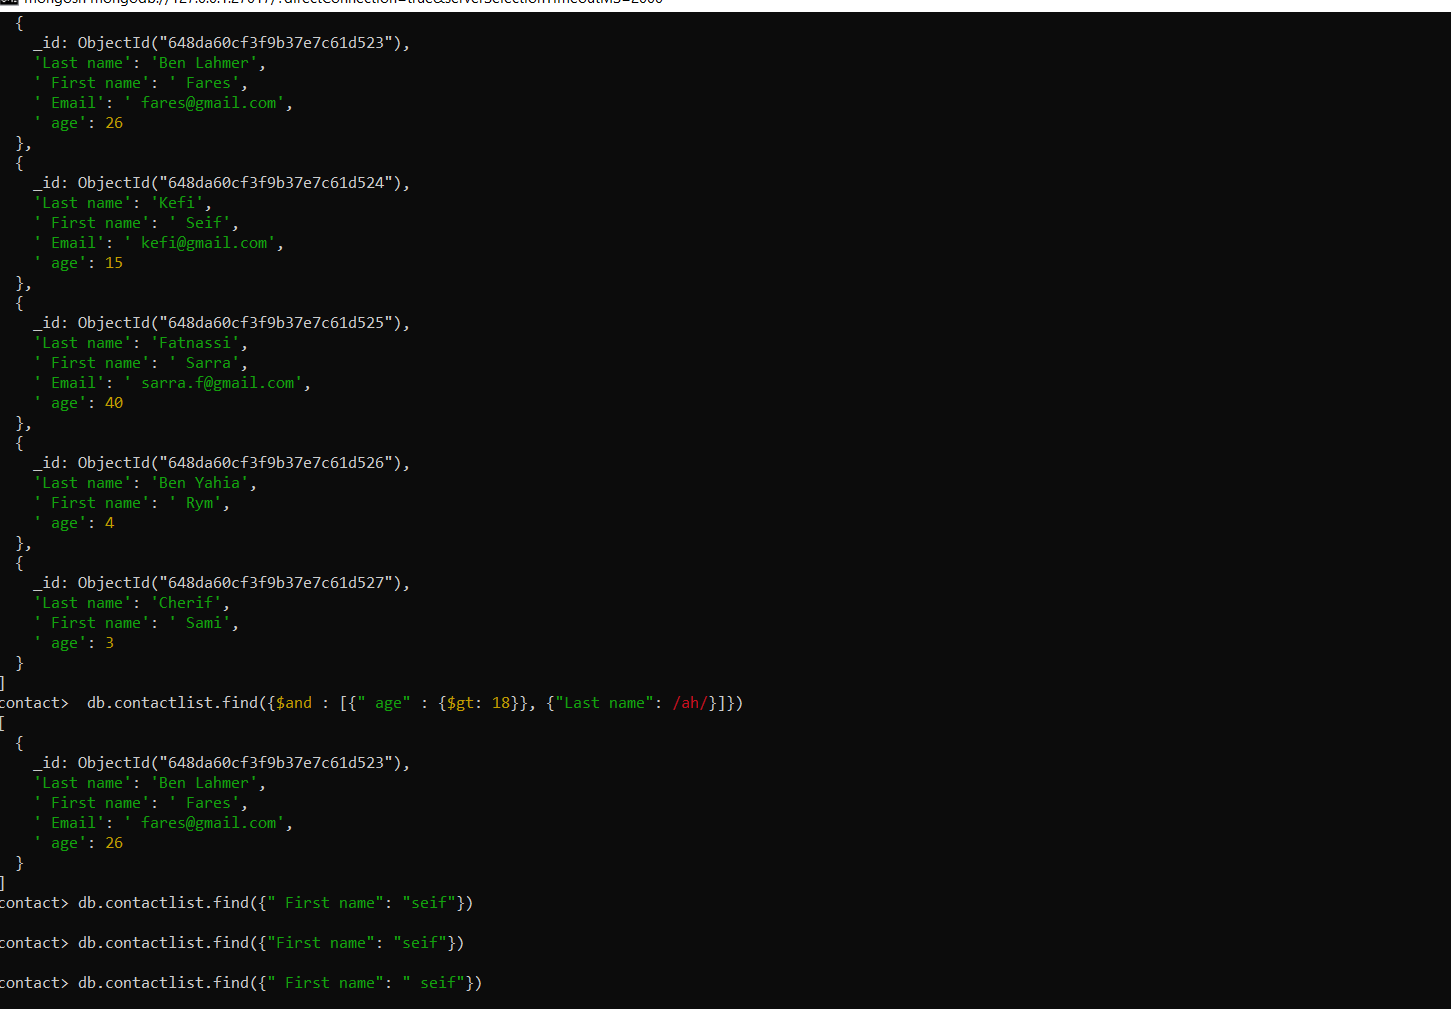 mongosh mongodb://127.0.0.1:27017/?directConnection=true&serverSelectionTimeoutMS=2000
{
_id: ObjectId("648da60cf3f9b37e7c61d523"),
'Last name': 'Ben Lahmer',
' First name': ' Fares',
' Email': ' fares@gmail.com',
' age': 26
},
{
_id: ObjectId("648da60cf3f9b37e7c61d524"),
'Last name': 'Kefi',
' First name': ' Seif',
' Email': ' kefi@gmail.com',
' age': 15
},
{
_id: ObjectId("648da60cf3f9b37e7c61d525"),
'Last name': 'Fatnassi',
' First name': ' Sarra',
' Email': ' sarra.f@gmail.com',
' age': 40
},
{
_id: ObjectId("648da60cf3f9b37e7c61d526"),
'Last name': 'Ben Yahia',
' First name': ' Rym',
' age': 4
},
{
_id: ObjectId("648da60cf3f9b37e7c61d527"),
'Last name': 'Cherif',
' First name': ' Sami',
' age': 3
}
]
contact>  db.contactlist.find({$and : [{" age" : {$gt: 18}}, {"Last name": /ah/}]})
[
{
_id: ObjectId("648da60cf3f9b37e7c61d523"),
'Last name': 'Ben Lahmer',
' First name': ' Fares',
' Email': ' fares@gmail.com',
' age': 26
}
]
contact> db.contactlist.find({" First name": "seif"})
contact> db.contactlist.find({"First name": "seif"})
contact> db.contactlist.find({" First name": " seif"})